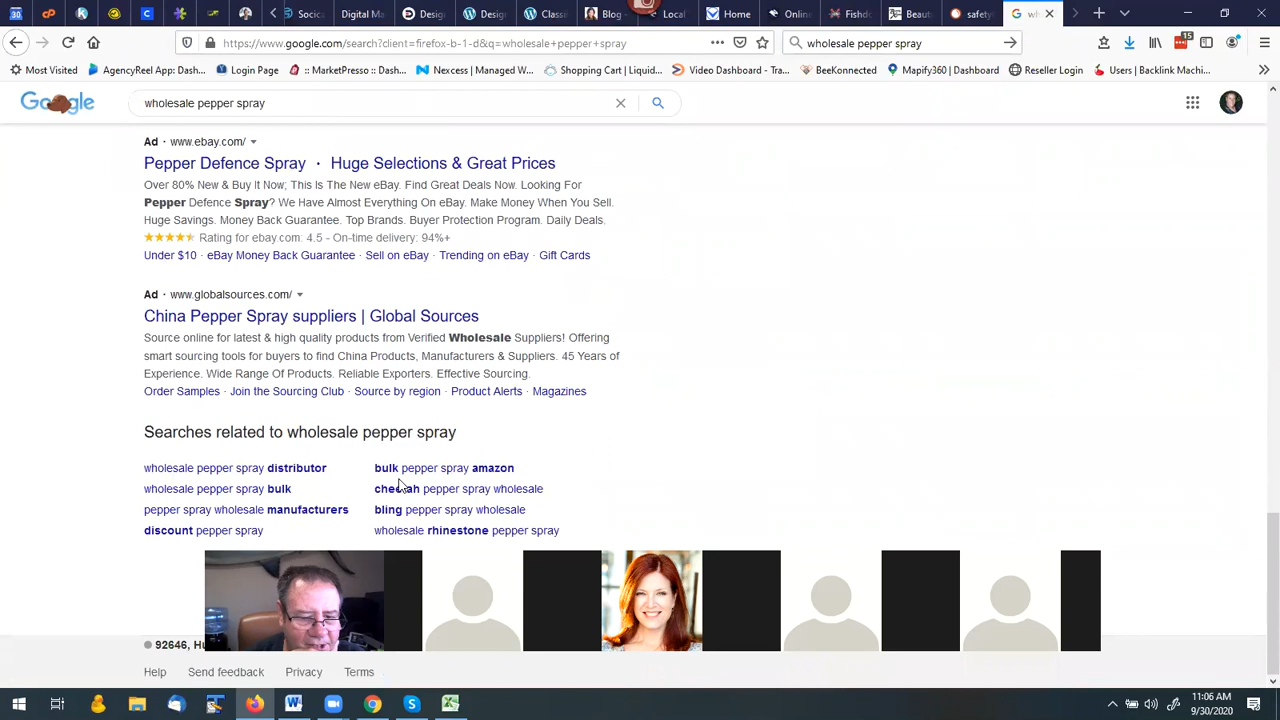 Socic
Digital Ma
Desig
Desig
Classi
Blog -
Local
Home
Online
Fishdo
Beaut
safety
wh
https://www.google.com/search?client=firefox-b-1-d&q=wholesale+pepper+spray
wholesale pepper spray
15
Most Visited
AgencyReel App: Dash...
Login Page
:: MarketPresso :: Dash...
Nexcess | Managed W...
Shopping Cart | Liquid...
Video Dashboard - Tra...
BeeKonnected
Mapify360 | Dashboard
Reseller Login
Users | Backlink Machi...
wholesale pepper spray
Ad · www.ebay.com/
Pepper Defence Spray · Huge Selections & Great Prices
Over 80% New & Buy It Now; This Is The New eBay. Find Great Deals Now. Looking For
Pepper Defence Spray? We Have Almost Everything On eBay. Make Money When You Sell.
Huge Savings. Money Back Guarantee. Top Brands. Buyer Protection Program. Daily Deals.
Rating for ebay.com: 4.5 - On-time delivery: 94%+
Under $10 · eBay Money Back Guarantee · Sell on eBay · Trending on eBay · Gift Cards
Ad · www.globalsources.com/
China Pepper Spray suppliers | Global Sources
Source online for latest & high quality products from Verified Wholesale Suppliers! Offering
smart sourcing tools for buyers to find China Products, Manufacturers & Suppliers. 45 Years of
Experience. Wide Range Of Products. Reliable Exporters. Effective Sourcing.
Order Samples · Join the Sourcing Club · Source by region · Product Alerts · Magazines
Searches related to wholesale pepper spray
wholesale pepper spray distributor
wholesale pepper spray bulk
pepper spray wholesale manufacturers
discount pepper spray
bulk pepper spray amazon
cheetah pepper spray wholesale
bling pepper spray wholesale
wholesale rhinestone pepper spray
92646, Hu
Help Send feedback Privacy Terms
11:06 AM
9/30/2020